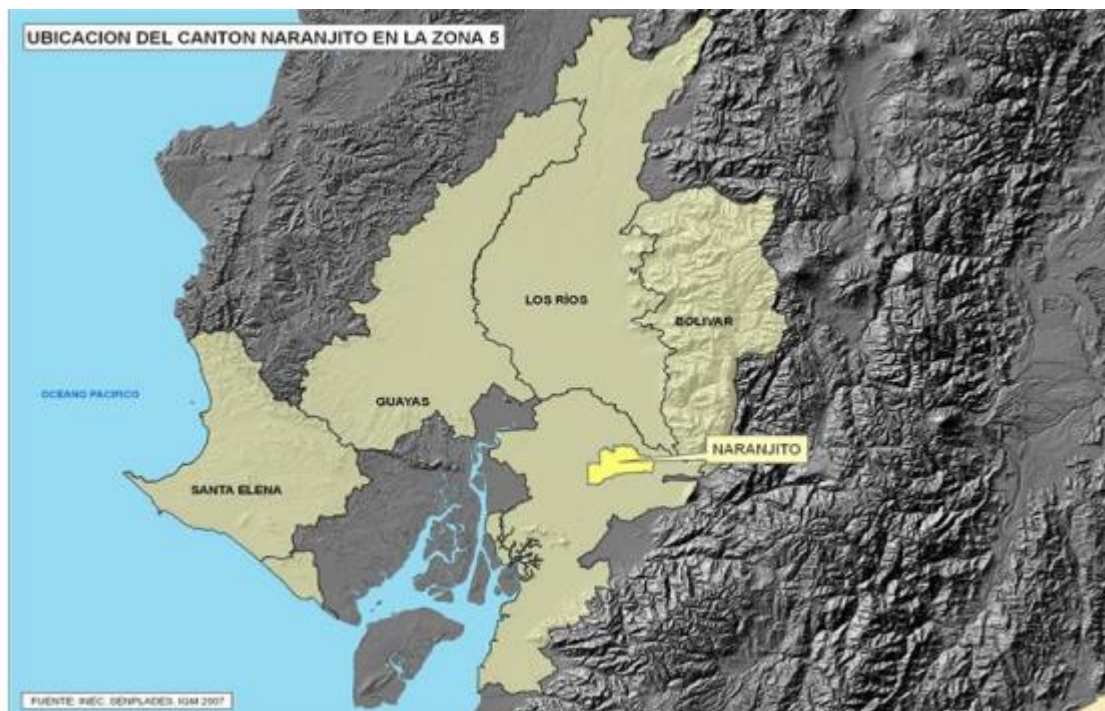 UBICACION DEL CANTON NARANJITO EN LA ZONA 5
LOS RÍOS
BOLIVAR
OCEANO PACIFICO
GUAYAS
NARANJITO
SANTA ELENA
FUENTE: INEC, SENPLADES, IGM 2007